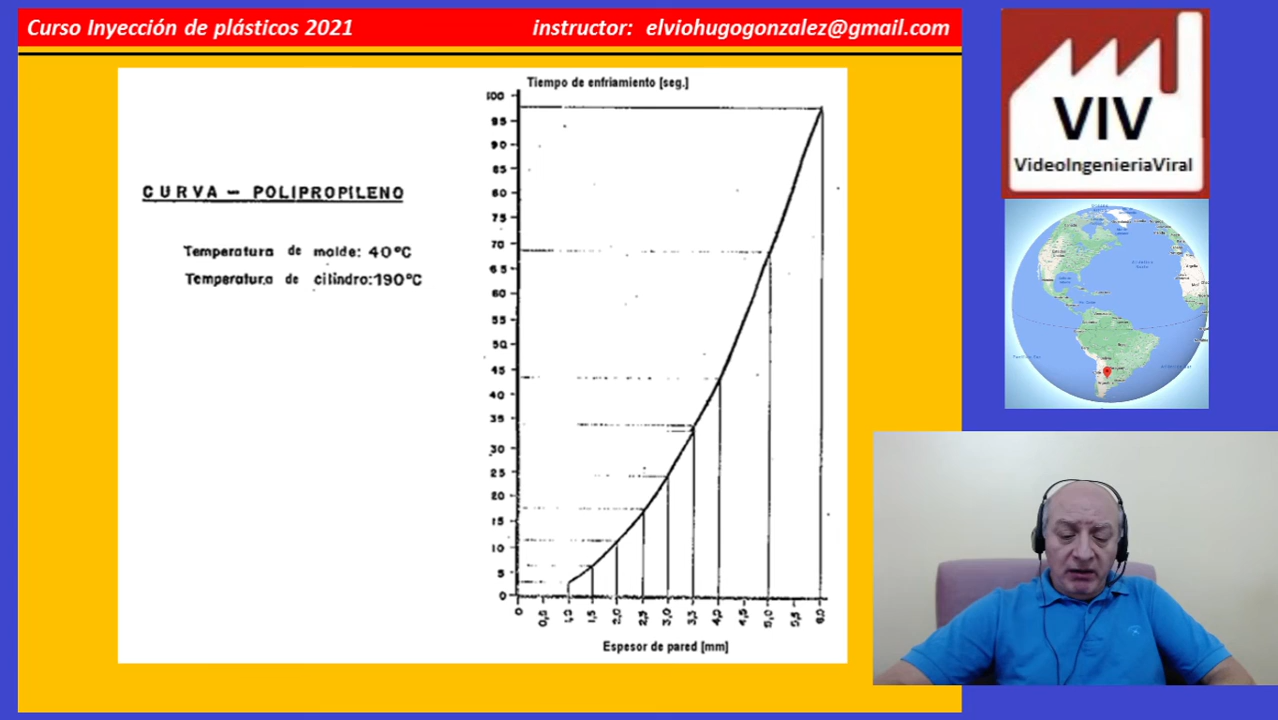 Curso Inyección de plásticos 2021
instructor: elviohugogonzalez@gmail.com
VIV
VideoIngenieriaViral
CURVA - POLIPROPILENO
Temperatura de molde: 40°C
Temperatura de cilindro:190°C
Tiempo de enfriamiento [seg.]
100
95
90
85
80
75
70
65
60
55
50
45
40
35
30
25
20
15
10
5
0
0 0,5 1,0 1,5 2,0 2,5 3,0 3,5 4,0 4,5 5,0 5,5 6,0
Espesor de pared [mm]